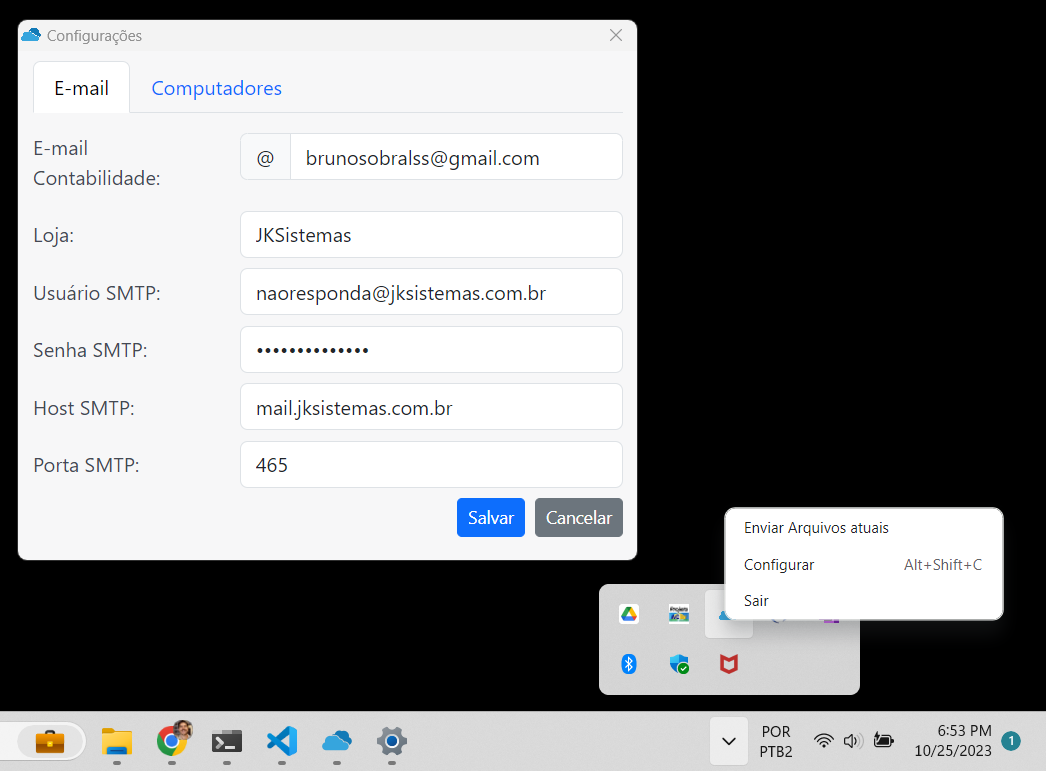 Configurações
E-mail
Computadores
E-mail
Contabilidade:
@
brunosobralss@gmail.com
Loja:
JKSistemas
Usuário SMTP:
naoresponda@jksistemas.com.br
Senha SMTP:
••••••••••••••
Host SMTP:
mail.jksistemas.com.br
Porta SMTP:
465
Salvar
Cancelar
Enviar Arquivos atuais
Configurar
Alt+Shift+C
Sair
POR
PTB2
6:53 PM
10/25/2023
1